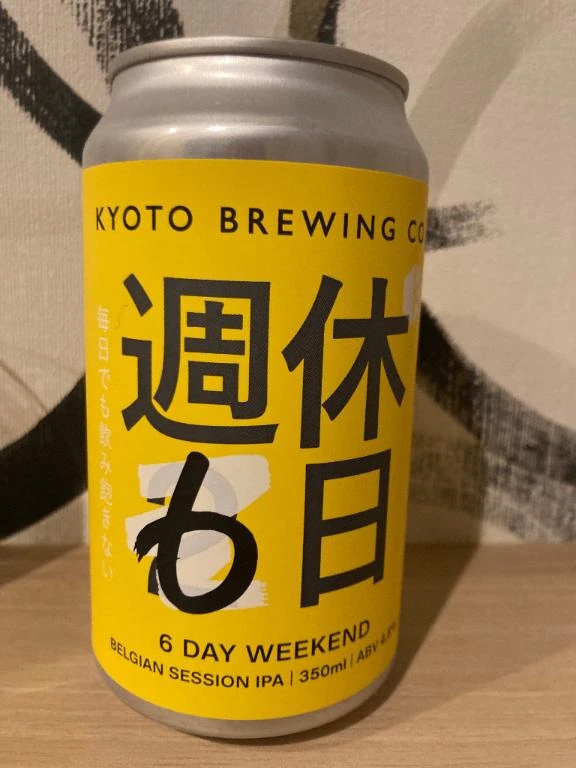 KYOTO BREWING CO
週休
6日
毎日でも飲み飽きない
6 DAY WEEKEND
BELGIAN SESSION IPA | 350ml | ABV